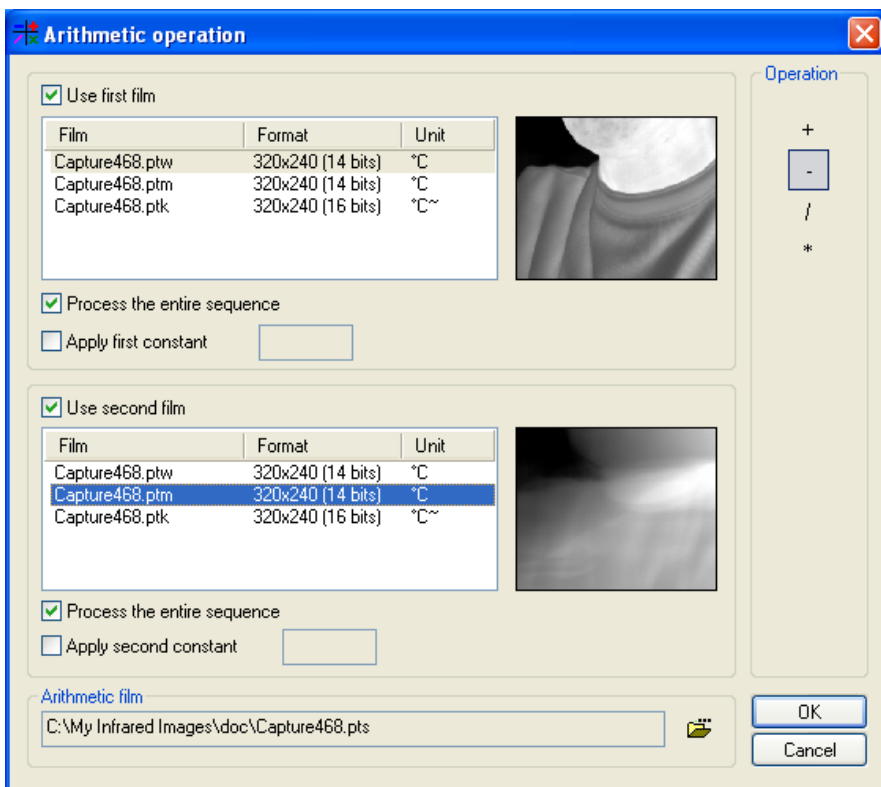 Arithmetic operation
Use first film
Film Format Unit
Capture468.ptw 320x240 (14 bits) °C
Capture468.ptm 320x240 (14 bits) °C
Capture468.ptk 320x240 (16 bits) °C~
Process the entire sequence
Apply first constant
Use second film
Film Format Unit
Capture468.ptw 320x240 (14 bits) °C
Capture468.ptm 320x240 (14 bits) °C
Capture468.ptk 320x240 (16 bits) °C~
Process the entire sequence
Apply second constant
Arithmetic film
C:\My Infrared Images\doc\Capture468.pts
Operation
+
-
/
*
OK
Cancel